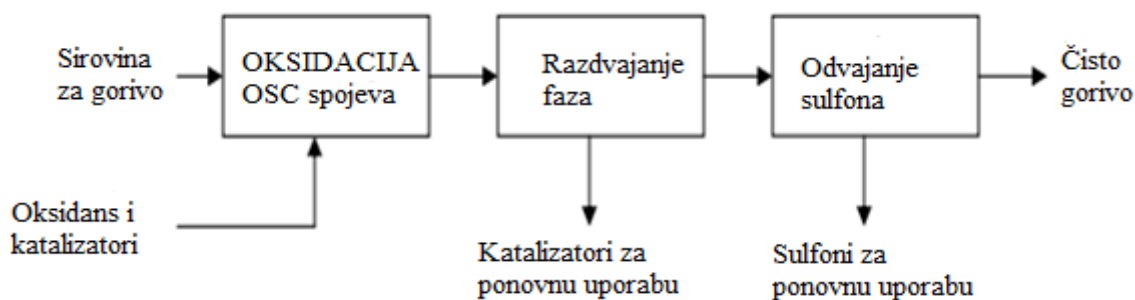 Sirovina
za gorivo
OKSIDACIJA
OSC spojeva
Razdvajanje
faza
Odvajanje
sulfona
Čisto
gorivo
Oksidans i
katalizatori
Katalizatori za
ponovnu uporabu
Sulfoni za
ponovnu uporabu